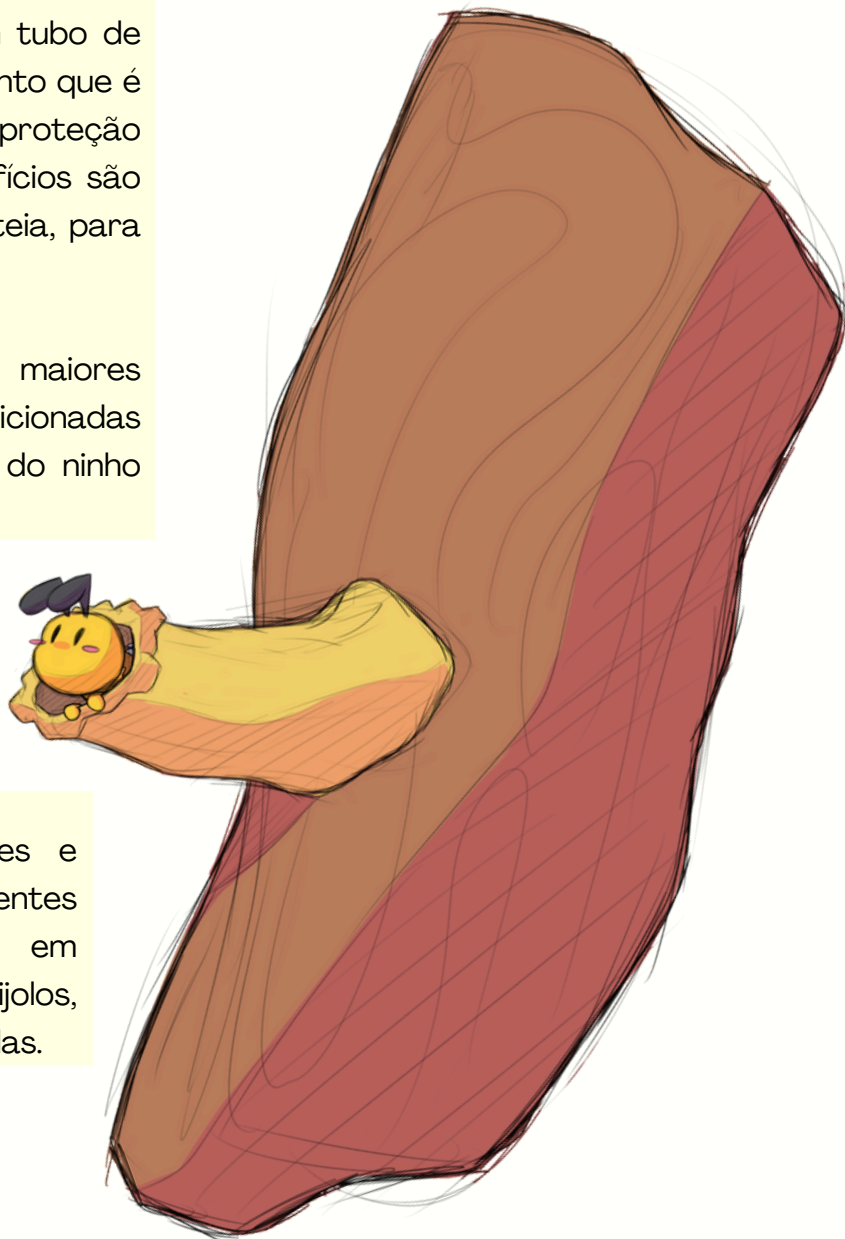 tubo de
nto que é
proteção
fícios são
teia, para
maiores
icionadas
do ninho
es e
entes
em
ijolos,
las.